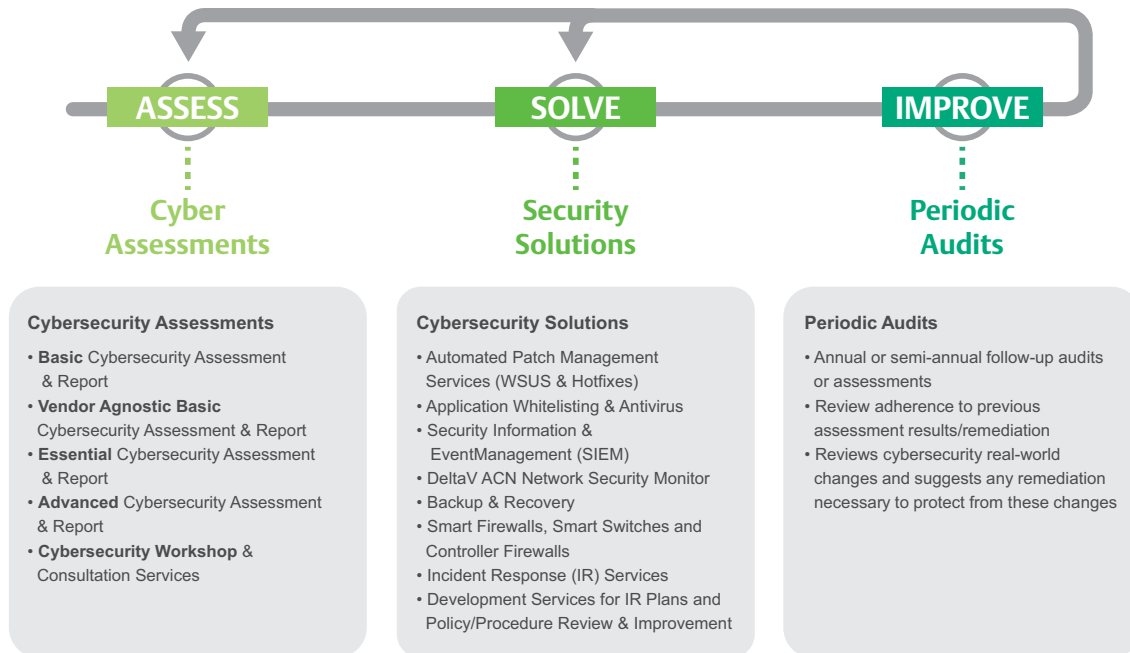 ASSESS
SOLVE
IMPROVE
Cyber
Assessments
Security
Solutions
Periodic
Audits
Cybersecurity Assessments
• Basic Cybersecurity Assessment
& Report
• Vendor Agnostic Basic
Cybersecurity Assessment & Report
• Essential Cybersecurity Assessment
& Report
• Advanced Cybersecurity Assessment
& Report
• Cybersecurity Workshop &
Consultation Services
Cybersecurity Solutions
• Automated Patch Management
Services (WSUS & Hotfixes)
• Application Whitelisting & Antivirus
• Security Information &
EventManagement (SIEM)
• DeltaV ACN Network Security Monitor
• Backup & Recovery
• Smart Firewalls, Smart Switches and
Controller Firewalls
• Incident Response (IR) Services
• Development Services for IR Plans and
Policy/Procedure Review & Improvement
Periodic Audits
• Annual or semi-annual follow-up audits
or assessments
• Review adherence to previous
assessment results/remediation
• Reviews cybersecurity real-world
changes and suggests any remediation
necessary to protect from these changes